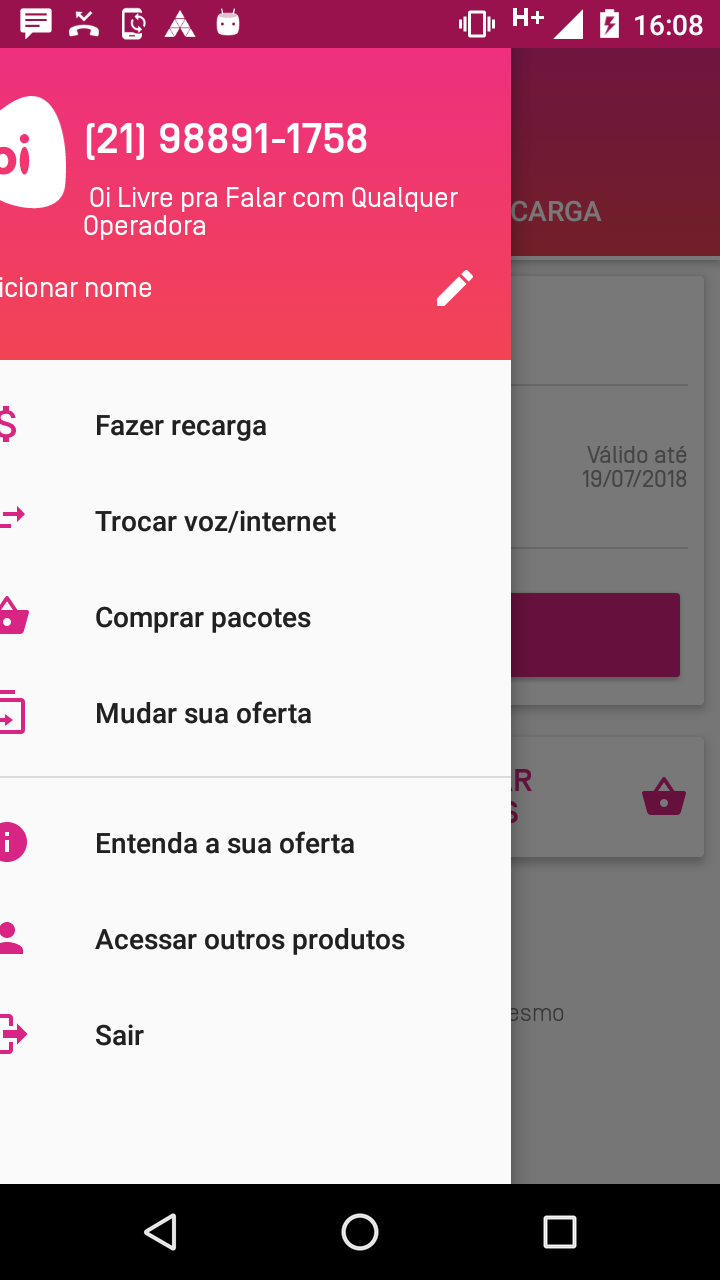 H+ 16:08
oi
(21) 98891-1758
Oi Livre pra Falar com Qualquer
Operadora
icionar nome
CARGA
Fazer recarga
Válido até
19/07/2018
Trocar voz/internet
Comprar pacotes
Mudar sua oferta
AR
S
Entenda a sua oferta
Acessar outros produtos
esmo
Sair